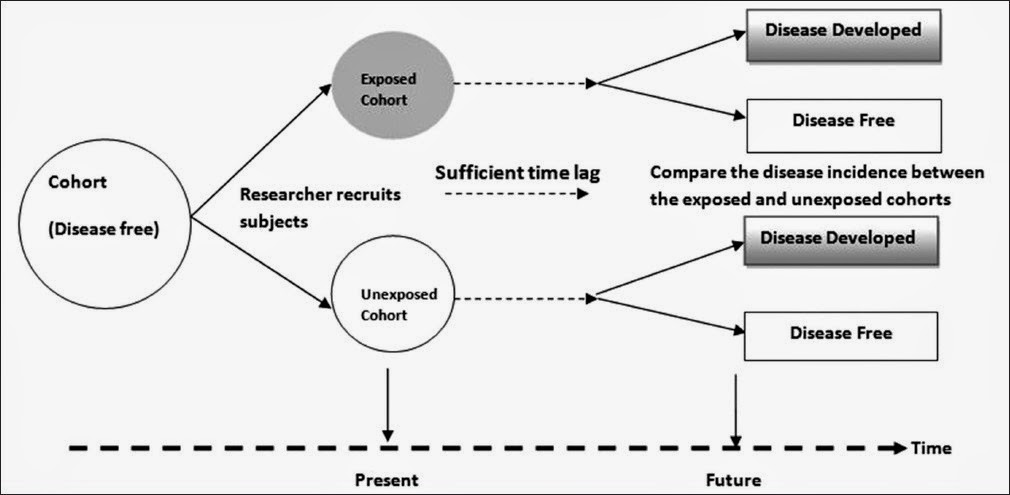 Disease Developed
Exposed
Cohort
Disease Free
Cohort
(Disease free)
Researcher recruits
subjects
Sufficient time lag
Compare the disease incidence between
the exposed and unexposed cohorts
Disease Developed
Unexposed
Cohort
Disease Free
Time
Present
Future